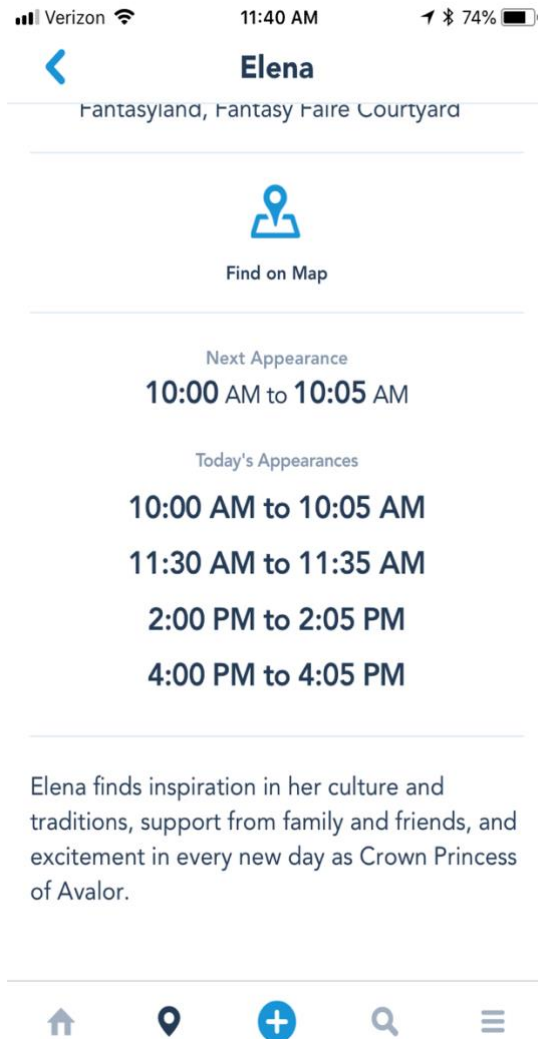 Verizon 11:40 AM 74%
Elena
Fantasyland, Fantasy Faire Courtyard
Find on Map
Next Appearance
10:00 AM to 10:05 AM
Today's Appearances
10:00 AM to 10:05 AM
11:30 AM to 11:35 AM
2:00 PM to 2:05 PM
4:00 PM to 4:05 PM
Elena finds inspiration in her culture and
traditions, support from family and friends, and
excitement in every new day as Crown Princess
of Avalor.